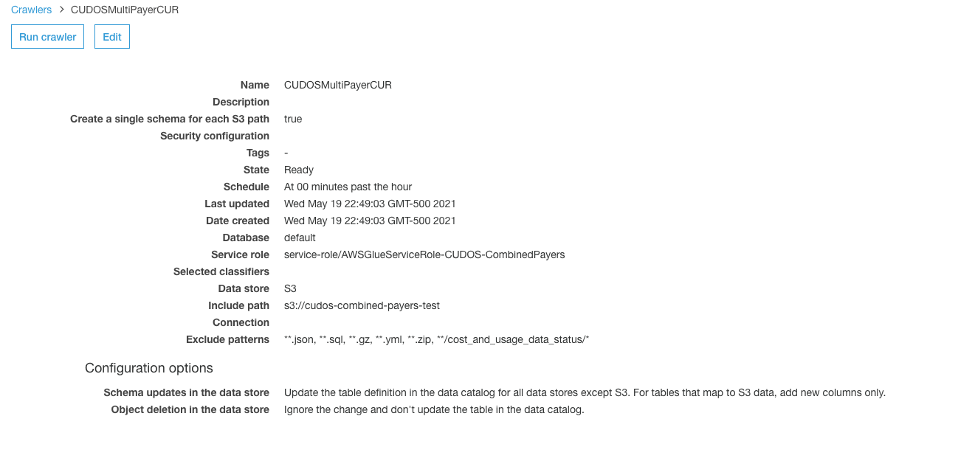 Crawlers > CUDOSMultiPayerCUR
Run crawler Edit
Name CUDOSMultiPayerCUR
Description
Create a single schema for each S3 path true
Security configuration
Tags -
State Ready
Schedule At 00 minutes past the hour
Last updated Wed May 19 22:49:03 GMT-500 2021
Date created Wed May 19 22:49:03 GMT-500 2021
Database default
Service role service-role/AWSGlueServiceRole-CUDOS-CombinedPayers
Selected classifiers
Data store S3
Include path s3://cudos-combined-payers-test
Connection
Exclude patterns **.json, **.sql, **.gz, **.yml, **.zip, **/cost_and_usage_data_status/*
Configuration options
Schema updates in the data store Update the table definition in the data catalog for all data stores except S3. For tables that map to S3 data, add new columns only.
Object deletion in the data store Ignore the change and don't update the table in the data catalog.